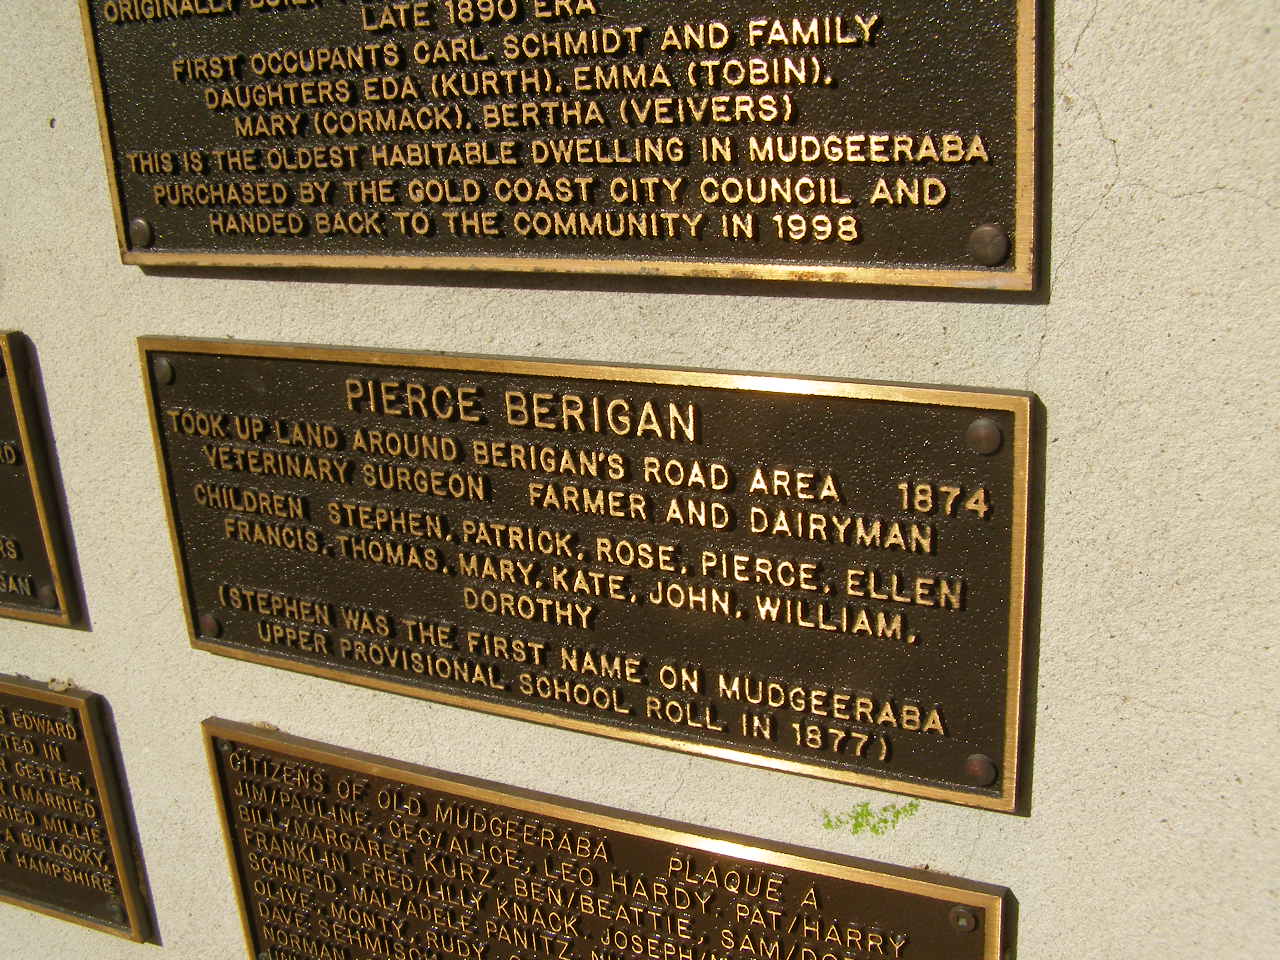 ORIGINALLY BUILT
LATE 1890 ERA
FIRST OCCUPANTS CARL SCHMIDT AND FAMILY
DAUGHTERS EDA (KURTH), EMMA (TOBIN),
MARY (CORMACK), BERTHA (VEIVERS)
THIS IS THE OLDEST HABITABLE DWELLING IN MUDGEERABA
PURCHASED BY THE GOLD COAST CITY COUNCIL AND
HANDED BACK TO THE COMMUNITY IN 1998
PIERCE BERIGAN
TOOK UP LAND AROUND BERIGAN'S ROAD AREA 1874
VETERINARY SURGEON FARMER AND DAIRYMAN
CHILDREN STEPHEN, PATRICK, ROSE, PIERCE, ELLEN
FRANCIS, THOMAS, MARY, KATE, JOHN, WILLIAM,
DOROTHY
(STEPHEN WAS THE FIRST NAME ON MUDGEERABA
UPPER PROVISIONAL SCHOOL ROLL IN 1877)
EDWARD
IN
GETTER,
(MARRIED
MILLIE
A BULLOCKY,
HAMPSHIRE
CITIZENS OF OLD MUDGEERABA PLAQUE A
JIM/PAULINE, CEC/ALICE, LEO HARDY, PAT/HARRY
BILL/MARGARET KURZ, BEN/BEATTIE, SAM/
FRANKLIN, FRED/LILLY KNACK, JOSEPH/
SCHNEID, MAL/ADELE PANITZ,
OLIVE, MONTY, RUDY
DAVE, SEHMISCH
NORMAN